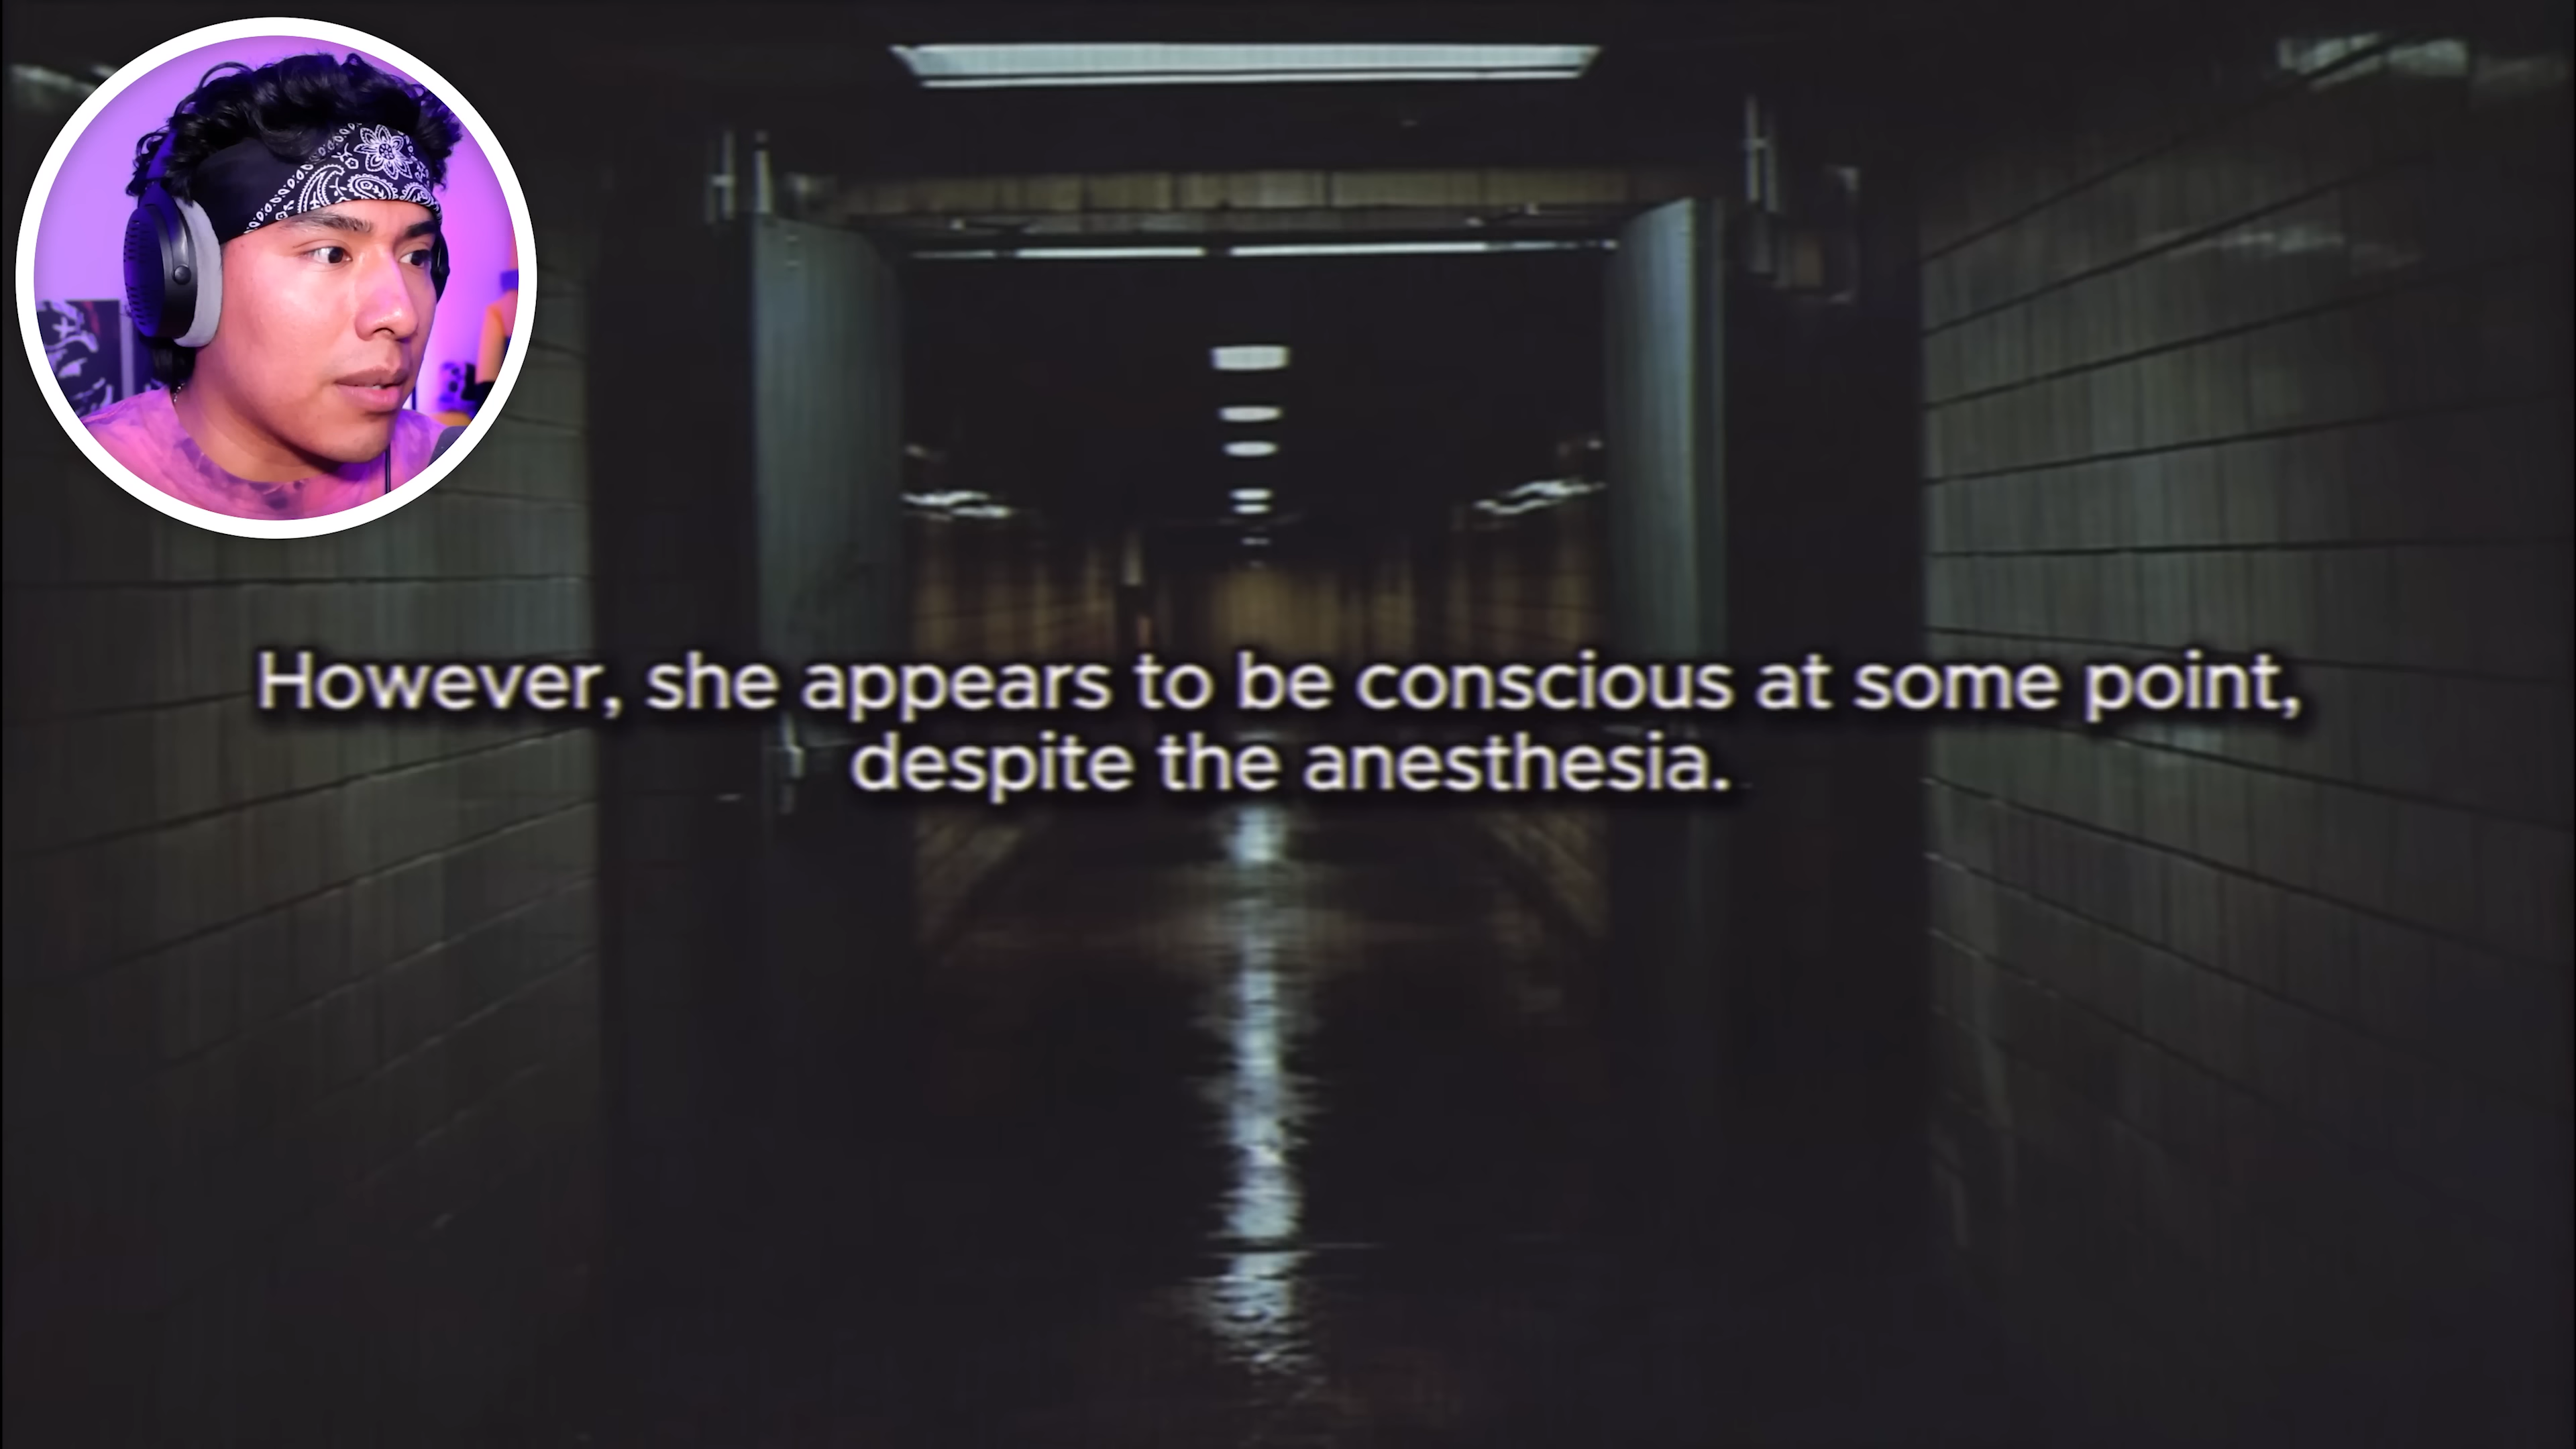 However, she appears to be conscious at some point,
despite the anesthesia.